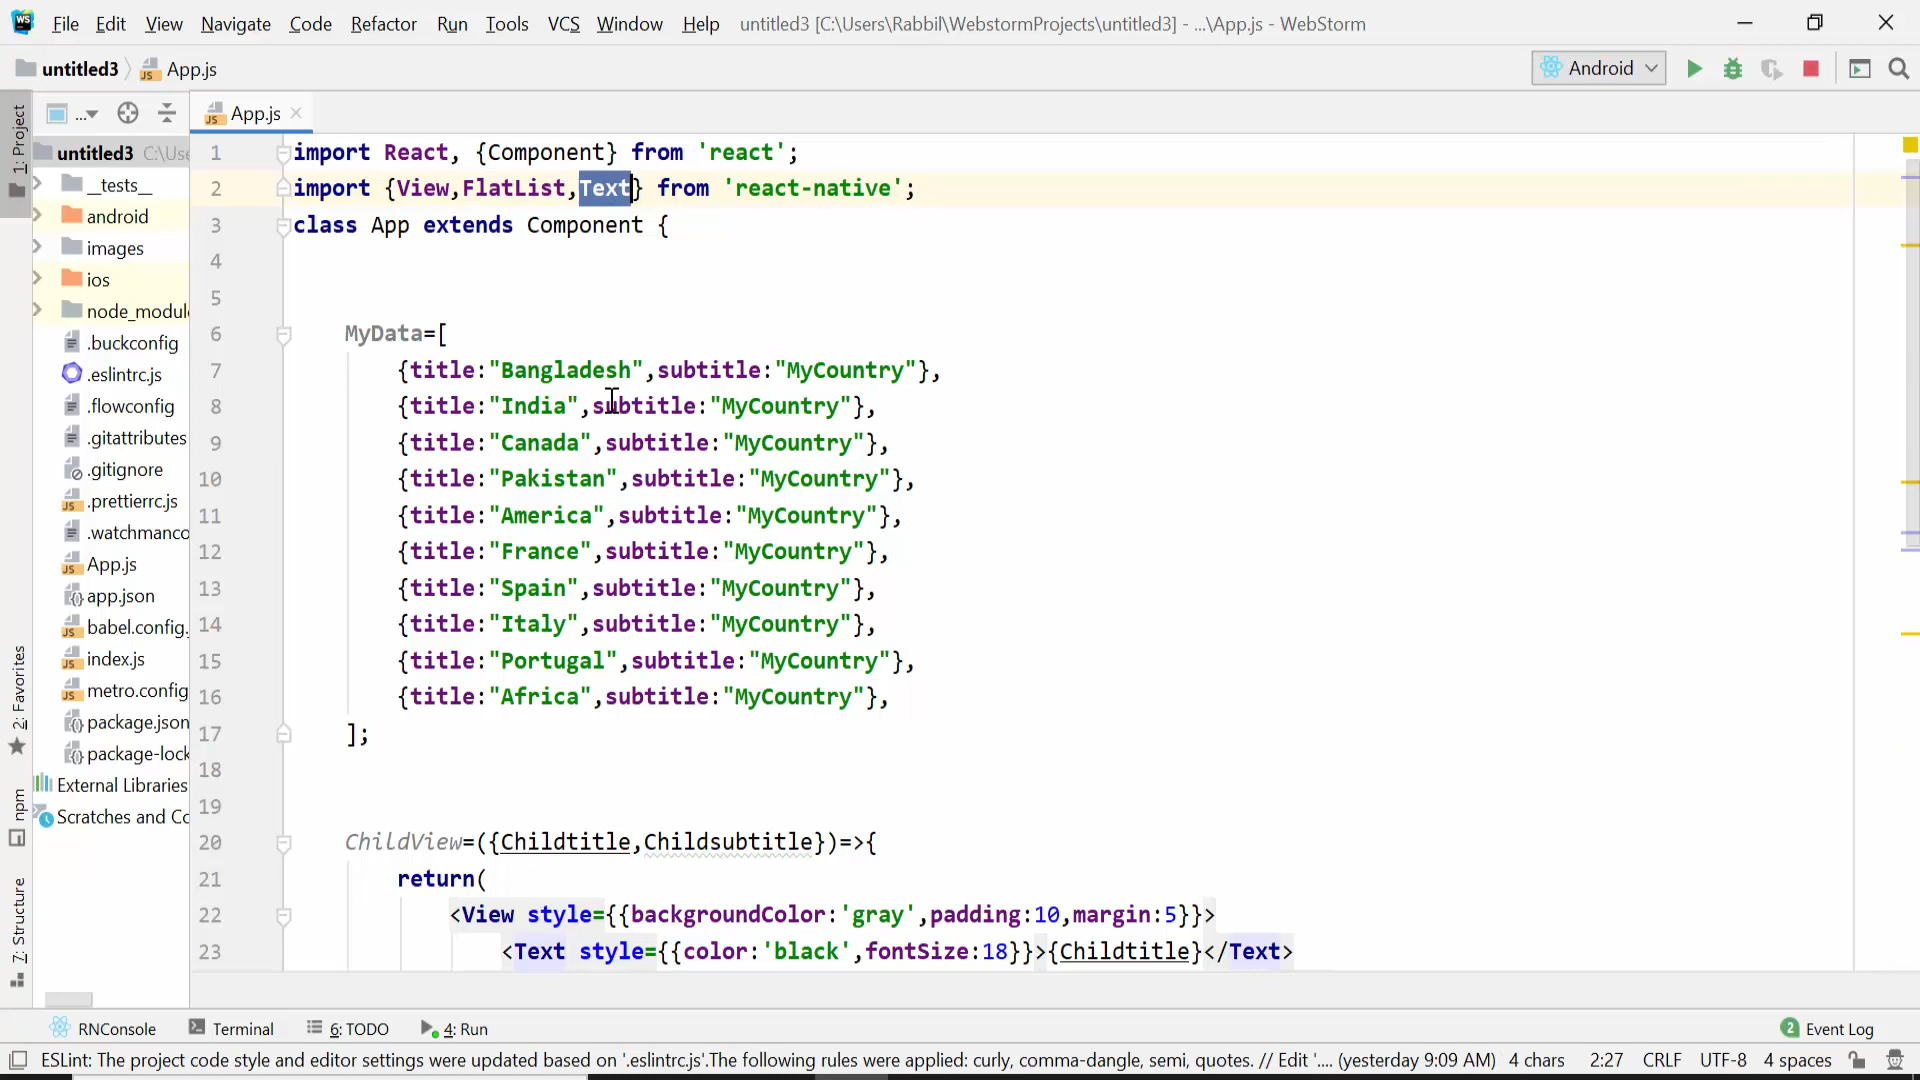 WS File Edit View Navigate Code Refactor Run Tools VCS Window Help untitled3 [C:\Users\Rabbil\WebstormProjects\untitled3] - ...\App.js - WebStorm
untitled3 JS App.js Android
1: Project
...
JS App.js
untitled3 C:\Use
__tests__
android
images
ios
node_modul
.buckconfig
.eslintrc.js
.flowconfig
.gitattributes
.gitignore
JS .prettierrc.js
.watchmanco
JS App.js
app.json
JS babel.config.
JS index.js
JS metro.config
package.json
package-lock
External Libraries
Scratches and Co
2: Favorites
npm
7: Structure
1 import React, {Component} from 'react';
2 import {View,FlatList,Text} from 'react-native';
3 class App extends Component {
4
5
6 MyData=[
7 {title:"Bangladesh",subtitle:"MyCountry"},
8 {title:"India",subtitle:"MyCountry"},
9 {title:"Canada",subtitle:"MyCountry"},
10 {title:"Pakistan",subtitle:"MyCountry"},
11 {title:"America",subtitle:"MyCountry"},
12 {title:"France",subtitle:"MyCountry"},
13 {title:"Spain",subtitle:"MyCountry"},
14 {title:"Italy",subtitle:"MyCountry"},
15 {title:"Portugal",subtitle:"MyCountry"},
16 {title:"Africa",subtitle:"MyCountry"},
17 ];
18
19
20 ChildView=({Childtitle,Childsubtitle})=>{
21 return(
22 <View style={{backgroundColor:'gray',padding:10,margin:5}}>
23 <Text style={{color:'black',fontSize:18}}>{Childtitle}</Text>
RNConsole Terminal 6: TODO 4: Run 2 Event Log
ESLint: The project code style and editor settings were updated based on '.eslintrc.js'.The following rules were applied: curly, comma-dangle, semi, quotes. // Edit '.... (yesterday 9:09 AM) 4 chars 2:27 CRLF UTF-8 4 spaces